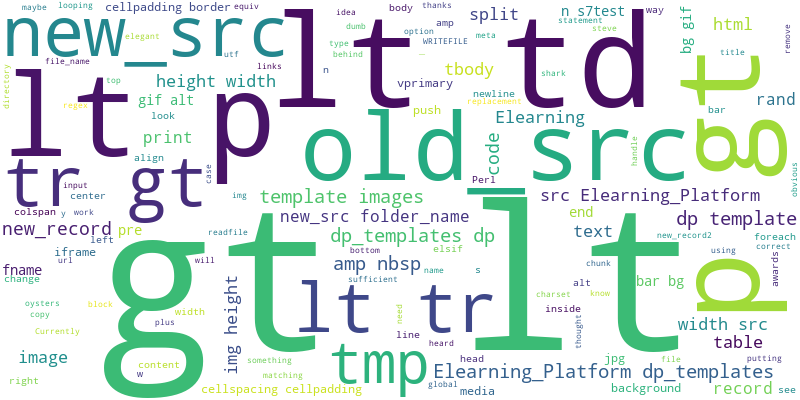 maybe looping cellpadding border equiv
idea body thanks
split n s7test way
new_src
lt
td
gt
bg gif
html
elegant utf dumb option amp statement steve
type WRITEFILE meta
title
remove
file_name links behind —
directory top n shark
regex height width tbody
lt p
vprimary
gif alt newline
replacement
rand
look push Elearning
bar
print
old_src
code
handle
align case Perl
obvious
tr gt
input img
center template images src Elearning_Platform
colspan y work new_src folder_name end dp template
new_record pre
left dp_templates dp text new_record2 foreach
iframe readfile elsif using correct
fname url will bottom amp nbsp name s chunk
change sufficient alt know bar bg awards
gt
lt
p
img height
lt tr
oysters block width charset inside
copy need thought
Currently plus line heard width src
tmp
table
image something head jpg file putting
content
w matching Elearning_Platform dp_templates
right global
cellspacing cellpadding media background record see